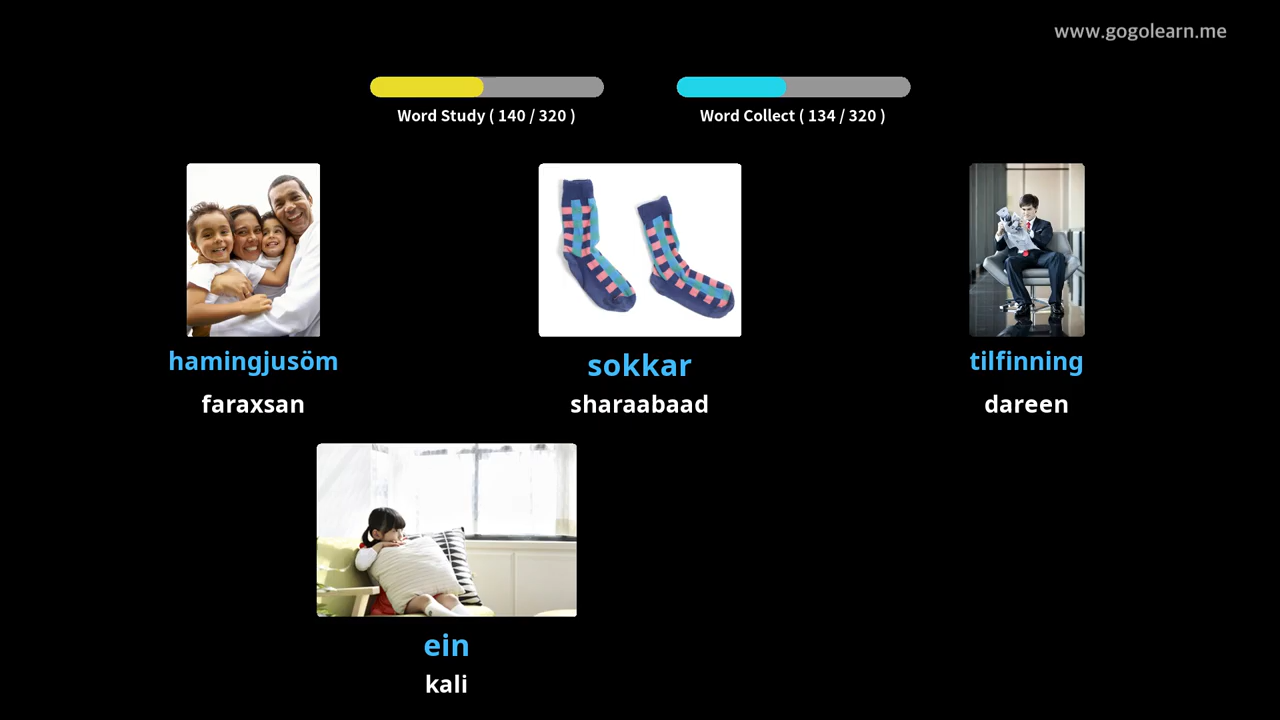 www.gogolearn.me
Word Study ( 140 / 320 )
Word Collect ( 134 / 320 )
hamingjusöm
faraxsan
sokkar
sharaabaad
tilfinning
dareen
ein
kali